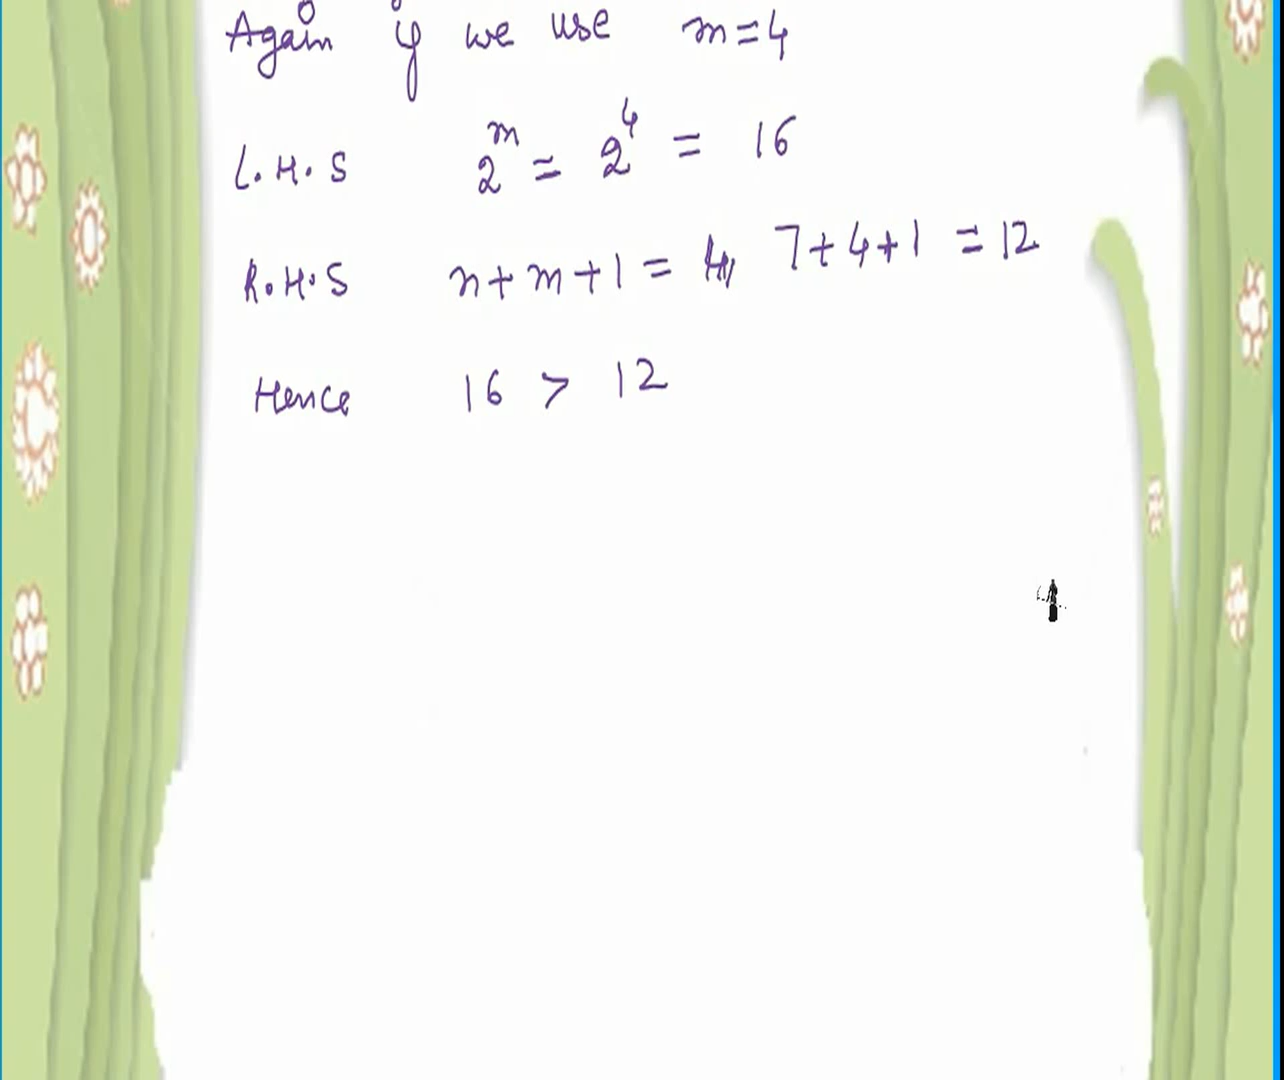 Again if we use m=4
L.H.S 2^m = 2^4 = 16
R.H.S n+m+1 = 7+4+1 = 12
Hence 16 > 12